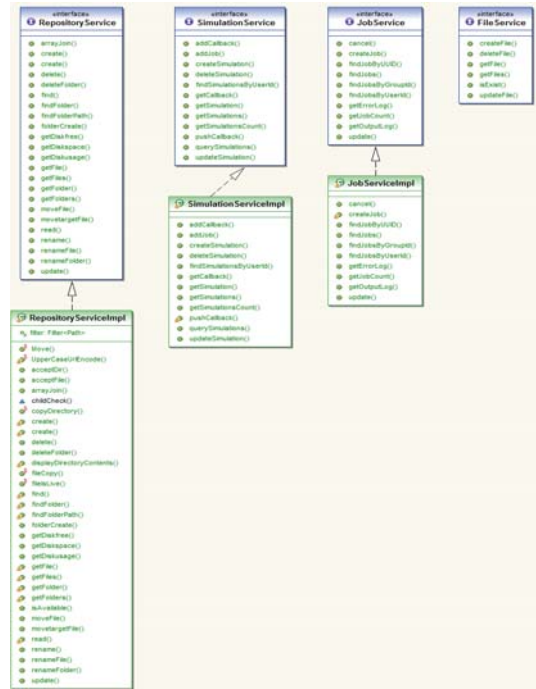 «interface»
RepositoryService
arrayJoin()
create()
create()
delete()
deleteFolder()
find()
findFolder()
findFolderPath()
folderCreate()
getDiskfree()
getDiskspace()
getDiskusage()
getFile()
getFiles()
getFolder()
getFolders()
moveFile()
movetargetFile()
read()
rename()
renameFile()
renameFolder()
update()
«interface»
SimulationService
addCallback()
addJob()
createSimulation()
deleteSimulation()
findSimulationsByUserId()
getCallback()
getSimulation()
getSimulations()
getSimulationsCount()
pushCallback()
querySimulations()
updateSimulation()
«interface»
JobService
cancel()
createJob()
findJobByUUID()
findJobs()
findJobsByGroupId()
findJobsByUserId()
getErrorLog()
getJobCount()
getOutputLog()
update()
«interface»
FileService
createFile()
deleteFile()
getFile()
getFiles()
isExist()
updateFile()
SimulationServiceImpl
addCallback()
addJob()
createSimulation()
deleteSimulation()
findSimulationsByUserId()
getCallback()
getSimulation()
getSimulations()
getSimulationsCount()
pushCallback()
querySimulations()
updateSimulation()
JobServiceImpl
cancel()
createJob()
findJobByUUID()
findJobs()
findJobsByGroupId()
findJobsByUserId()
getErrorLog()
getJobCount()
getOutputLog()
update()
RepositoryServiceImpl
filter: Filter<Path>
Move()
UpperCaseUrlEncode()
acceptDir()
acceptFile()
arrayJoin()
childCheck()
copyDirectory()
create()
create()
delete()
deleteFolder()
displayDirectoryContents()
fileCopy()
fileIsLive()
find()
findFolder()
findFolderPath()
folderCreate()
getDiskfree()
getDiskspace()
getDiskusage()
getFile()
getFiles()
getFolder()
getFolders()
isAvailable()
moveFile()
movetargetFile()
read()
rename()
renameFile()
renameFolder()
update()